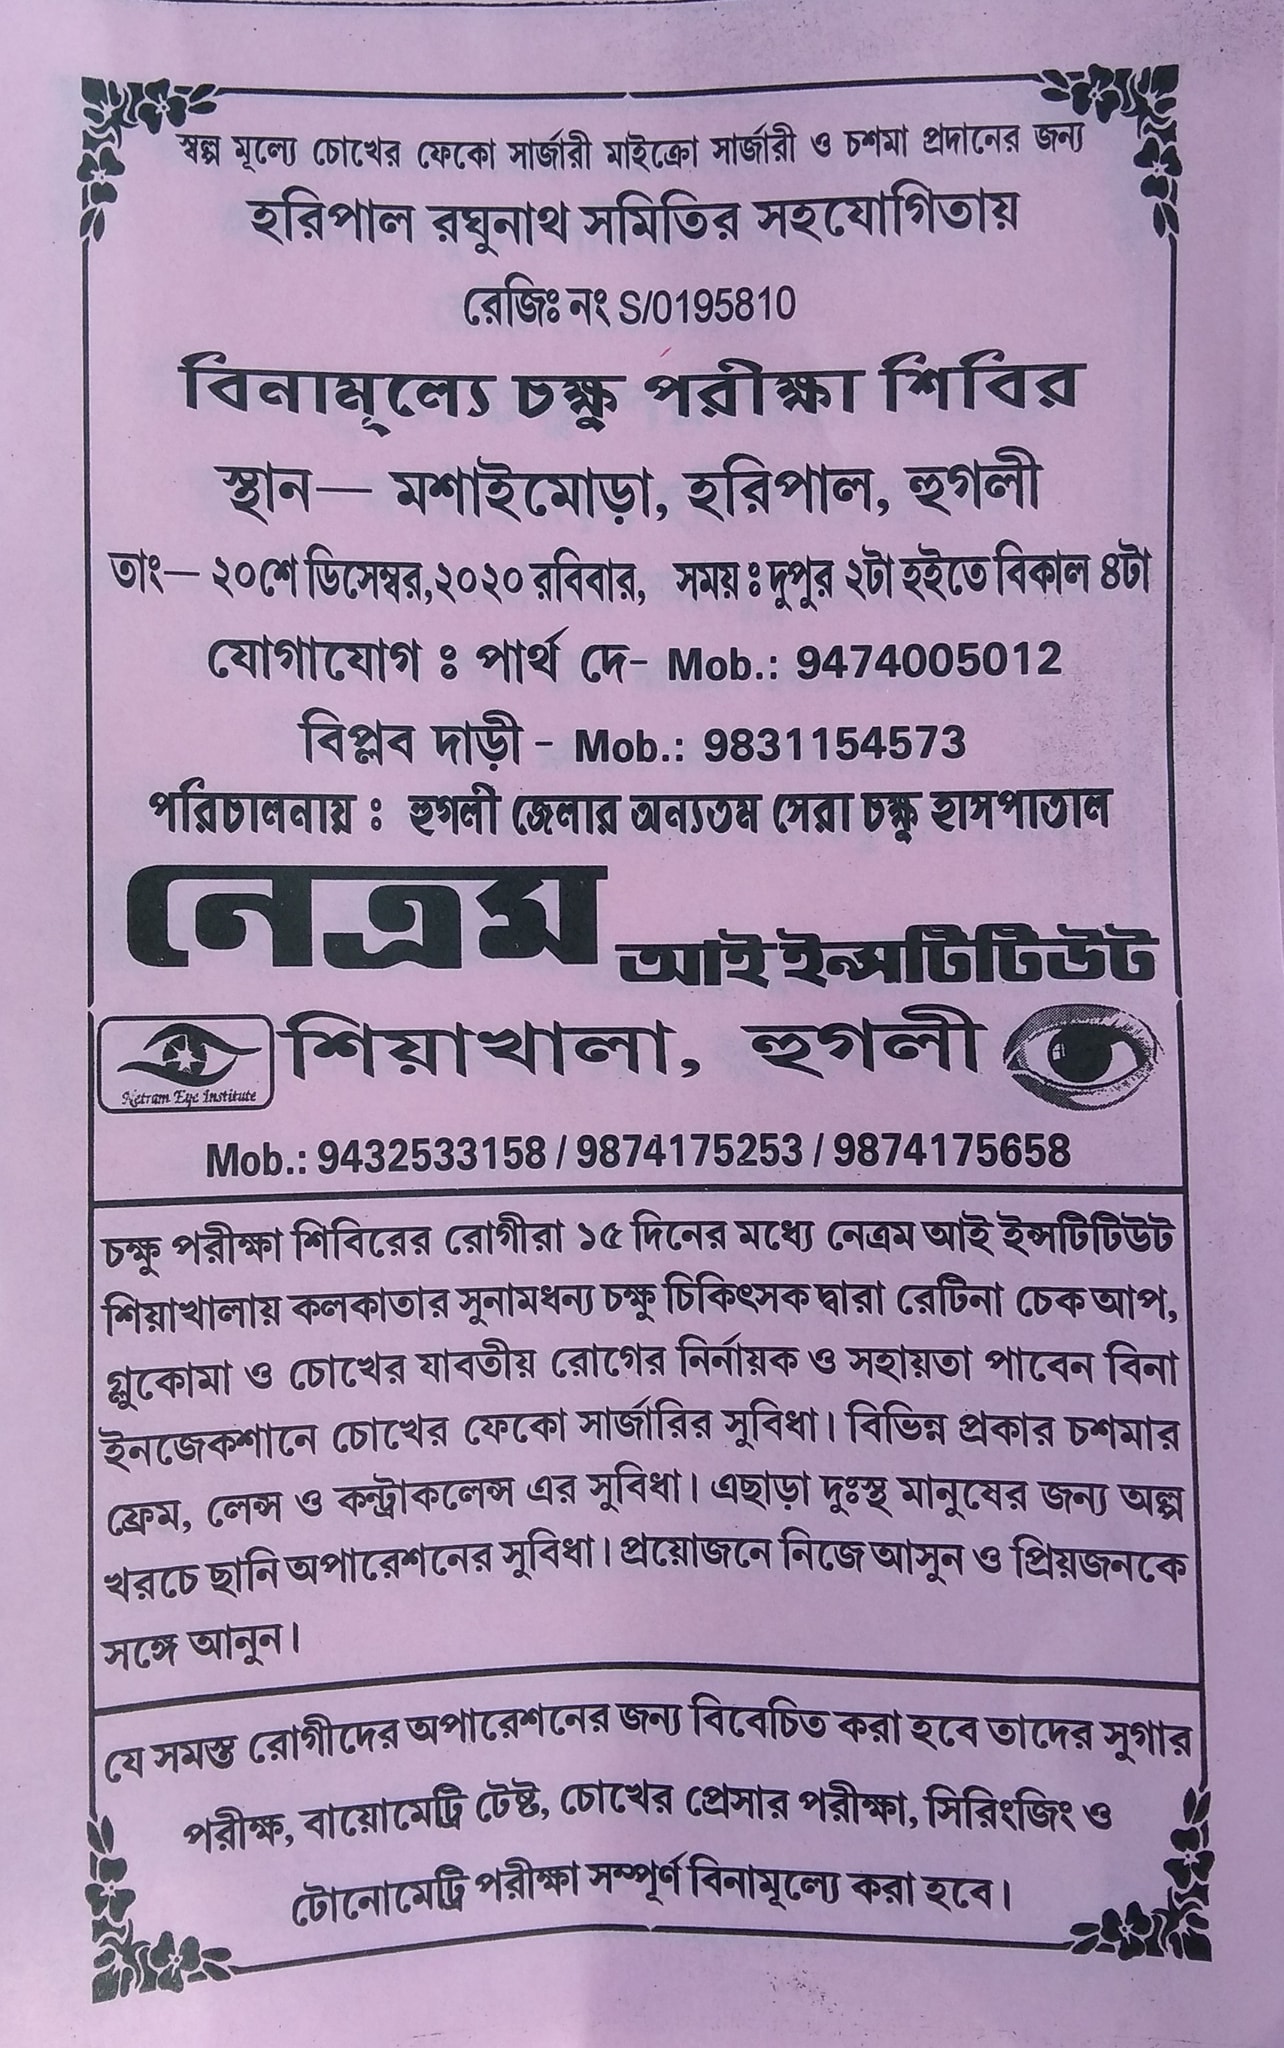 স্বল্প মূল্যে চোখের ফেকো সার্জারী মাইক্রো সার্জারী ও চশমা প্রদানের জন্য
হরিপাল রঘুনাথ সমিতির সহযোগিতায়
রেজিঃ নং S/0195810
বিনামূল্যে চক্ষু পরীক্ষা শিবির
স্থান— মশাইমোড়া, হরিপাল, হুগলী
তাং— ২০শে ডিসেম্বর,২০২০ রবিবার, সময় ঃ দুপুর ২টা হইতে বিকাল ৪টা
যোগাযোগ ঃ পার্থ দে- Mob.: 9474005012
বিপ্লব দাড়ী - Mob.: 9831154573
পরিচালনায় ঃ হুগলী জেলার অন্যতম সেরা চক্ষু হাসপাতাল
নেত্রম আই ইন্সটিটিউট
শিয়াখালা, হুগলী
Netram Eye Institute
Mob.: 9432533158 / 9874175253 / 9874175658
চক্ষু পরীক্ষা শিবিরের রোগীরা ১৫ দিনের মধ্যে নেত্রম আই ইন্সটিটিউট
শিয়াখালায় কলকাতার সুনামধন্য চক্ষু চিকিৎসক দ্বারা রেটিনা চেক আপ,
গ্লুকোমা ও চোখের যাবতীয় রোগের নির্নায়ক ও সহায়তা পাবেন বিনা
ইনজেকশানে চোখের ফেকো সার্জারির সুবিধা। বিভিন্ন প্রকার চশমার
ফ্রেম, লেন্স ও কন্ট্রাকলেন্স এর সুবিধা। এছাড়া দুঃস্থ মানুষের জন্য অল্প
খরচে ছানি অপারেশনের সুবিধা। প্রয়োজনে নিজে আসুন ও প্রিয়জনকে
সঙ্গে আনুন।
যে সমস্ত রোগীদের অপারেশনের জন্য বিবেচিত করা হবে তাদের সুগার
পরীক্ষ, বায়োমেট্রি টেষ্ট, চোখের প্রেসার পরীক্ষা, সিরিংজিং ও
টোনোমেট্রি পরীক্ষা সম্পূর্ণ বিনামূল্যে করা হবে।